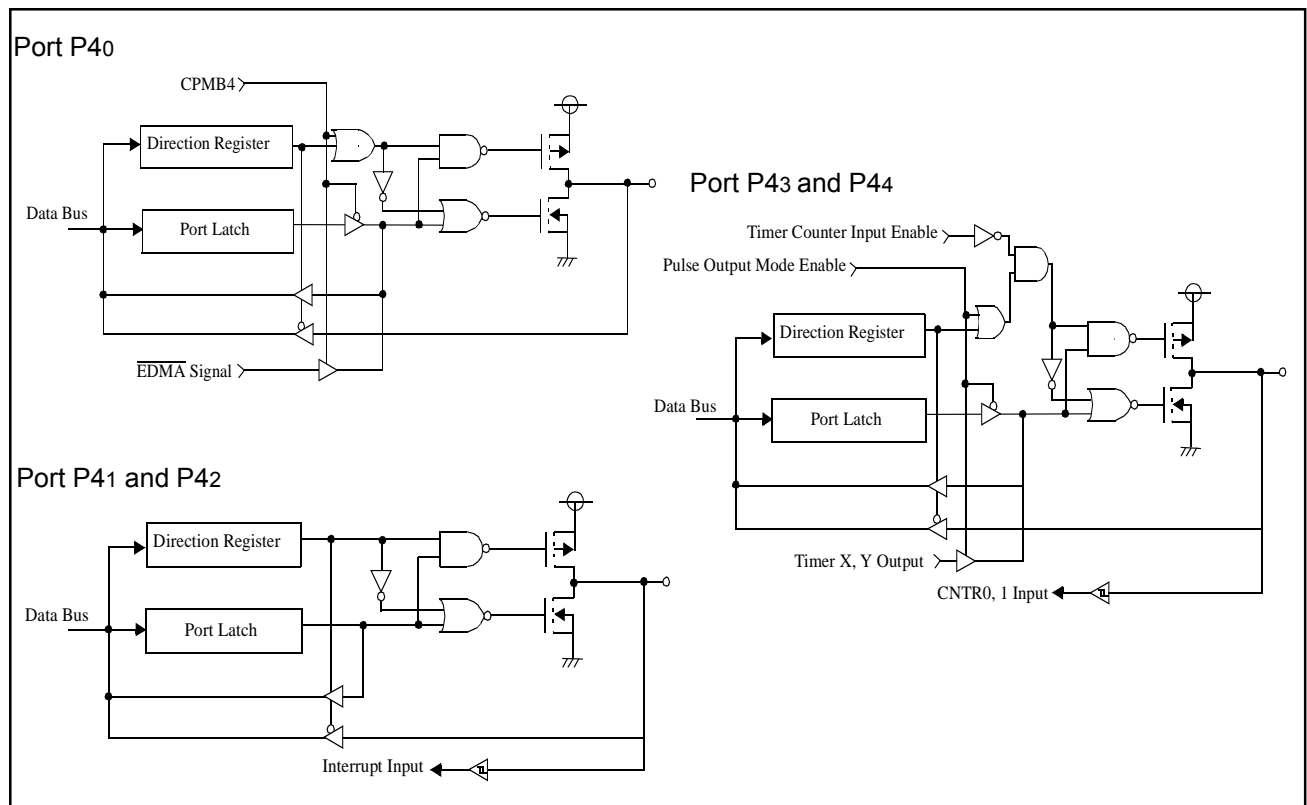 Port P40
CPMB4
Direction Register
Data Bus
Port Latch
EDMA Signal
Port P41 and P42
Direction Register
Data Bus
Port Latch
Interrupt Input
Port P43 and P44
Timer Counter Input Enable
Pulse Output Mode Enable
Direction Register
Data Bus
Port Latch
Timer X, Y Output
CNTR0, 1 Input